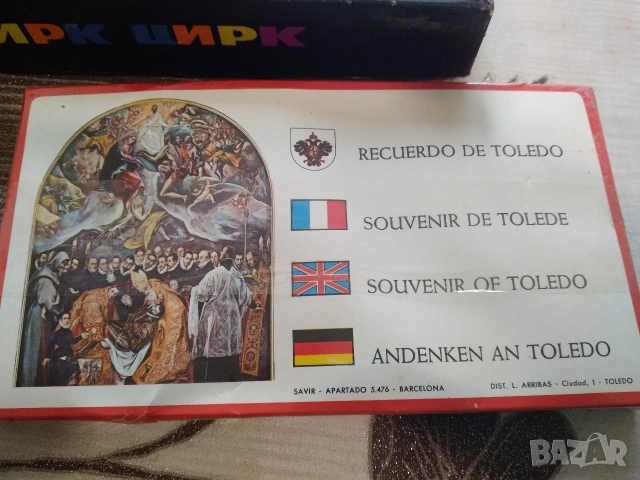 ИРК ЦИРК
RECUERDO DE TOLEDO
SOUVENIR DE TOLEDE
SOUVENIR OF TOLEDO
ANDENKEN AN TOLEDO
SAVIR - APARTADO 5.476 - BARCELONA
DIST. L. ARRIBAS - Ciudad, 1 - TOLEDO
BAZAR